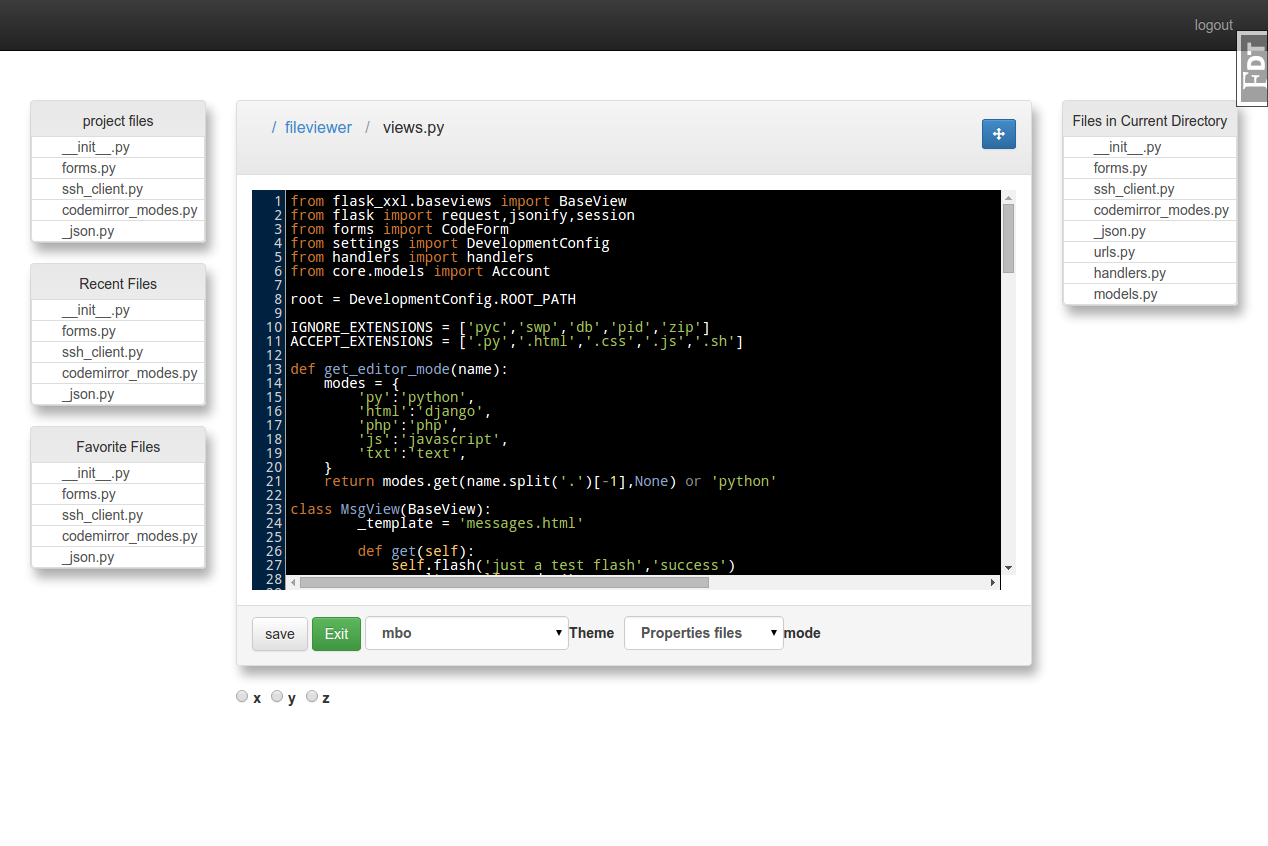 logout
FDT
project files
__init__.py
forms.py
ssh_client.py
codemirror_modes.py
_json.py
Recent Files
__init__.py
forms.py
ssh_client.py
codemirror_modes.py
_json.py
Favorite Files
__init__.py
forms.py
ssh_client.py
codemirror_modes.py
_json.py
/ fileviewer / views.py
1 from flask_xxl.baseviews import BaseView
2 from flask import request,jsonify,session
3 from forms import CodeForm
4 from settings import DevelopmentConfig
5 from handlers import handlers
6 from core.models import Account
7
8 root = DevelopmentConfig.ROOT_PATH
9
10 IGNORE_EXTENSIONS = ['pyc','swp','db','pid','zip']
11 ACCEPT_EXTENSIONS = ['.py','.html','.css','.js','.sh']
12
13 def get_editor_mode(name):
14     modes = {
15         'py':'python',
16         'html':'django',
17         'php':'php',
18         'js':'javascript',
19         'txt':'text',
20     }
21     return modes.get(name.split('.')[-1],None) or 'python'
22
23 class MsgView(BaseView):
24         _template = 'messages.html'
25
26         def get(self):
27             self.flash('just a test flash','success')
28
save Exit mbo Theme Properties files mode
x y z
Files in Current Directory
__init__.py
forms.py
ssh_client.py
codemirror_modes.py
_json.py
urls.py
handlers.py
models.py